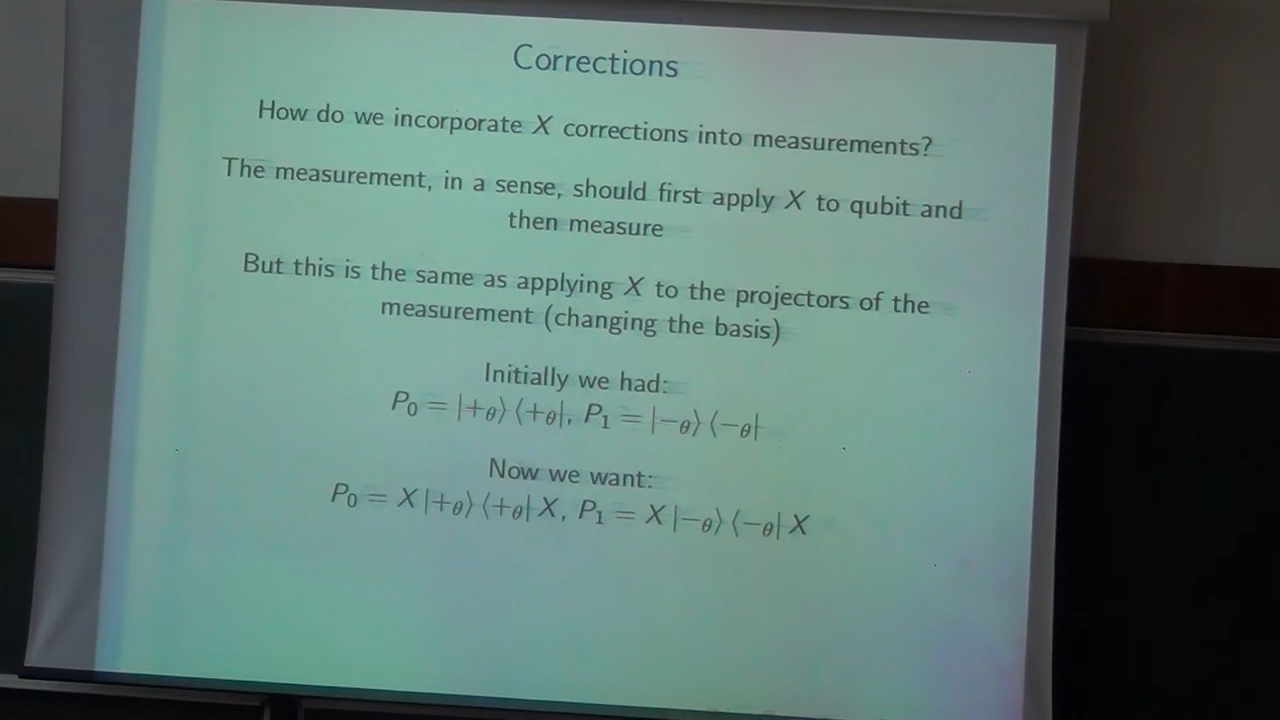 Corrections
How do we incorporate X corrections into measurements?
The measurement, in a sense, should first apply X to qubit and
then measure
But this is the same as applying X to the projectors of the
measurement (changing the basis)
Initially we had:
P₀ = |+θ⟩⟨+θ|, P₁ = |−θ⟩⟨−θ|
Now we want:
P₀ = X|+θ⟩⟨+θ|X, P₁ = X|−θ⟩⟨−θ|X